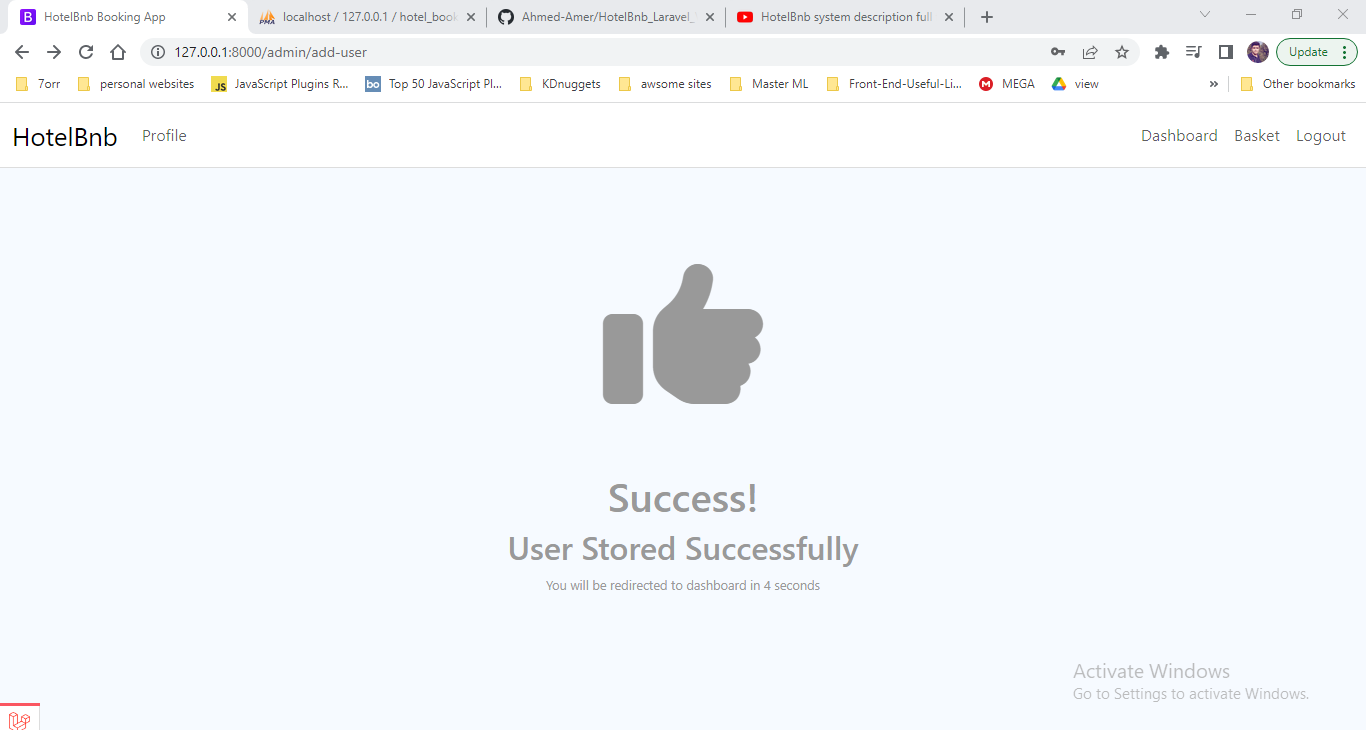 HotelBnb Booking App
localhost / 127.0.0.1 / hotel_book
Ahmed-Amer/HotelBnb_Laravel_
HotelBnb system description full
127.0.0.1:8000/admin/add-user
Update
7orr
personal websites
JS
JavaScript Plugins R...
bo
Top 50 JavaScript Pl...
KDnuggets
awsome sites
Master ML
Front-End-Useful-Li...
MEGA
view
»
Other bookmarks
HotelBnb
Profile
Dashboard
Basket
Logout
Success!
User Stored Successfully
You will be redirected to dashboard in 4 seconds
Activate Windows
Go to Settings to activate Windows.